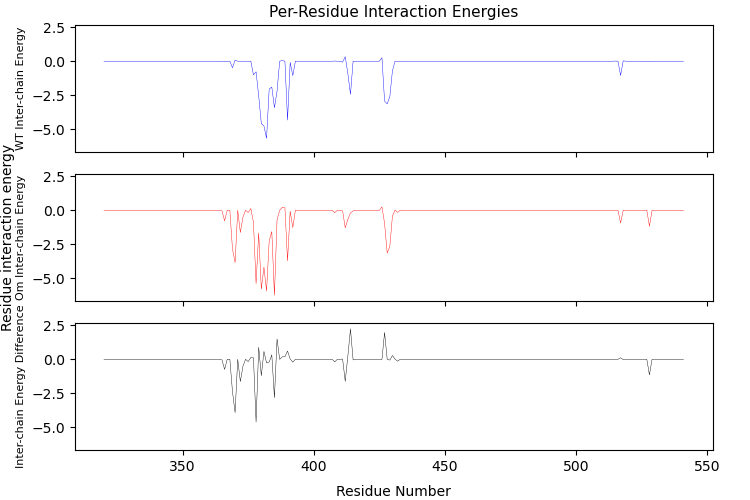 Per-Residue Interaction Energies
Residue interaction energy
WT Inter-chain Energy
2.5
0.0
−2.5
−5.0
Om Inter-chain Energy
2.5
0.0
−2.5
−5.0
Inter-chain Energy Difference
2.5
0.0
−2.5
−5.0
350
400
450
500
550
Residue Number